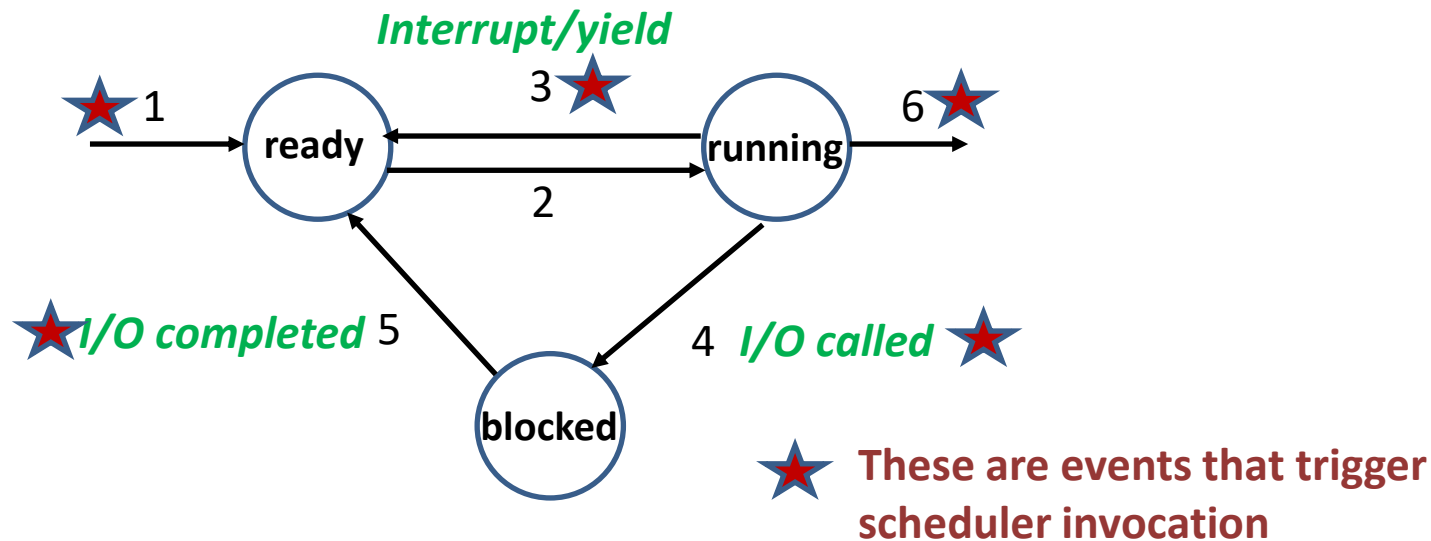 Interrupt/yield
1
3
6
ready
running
2
I/O completed 5
4 I/O called
blocked
These are events that trigger
scheduler invocation